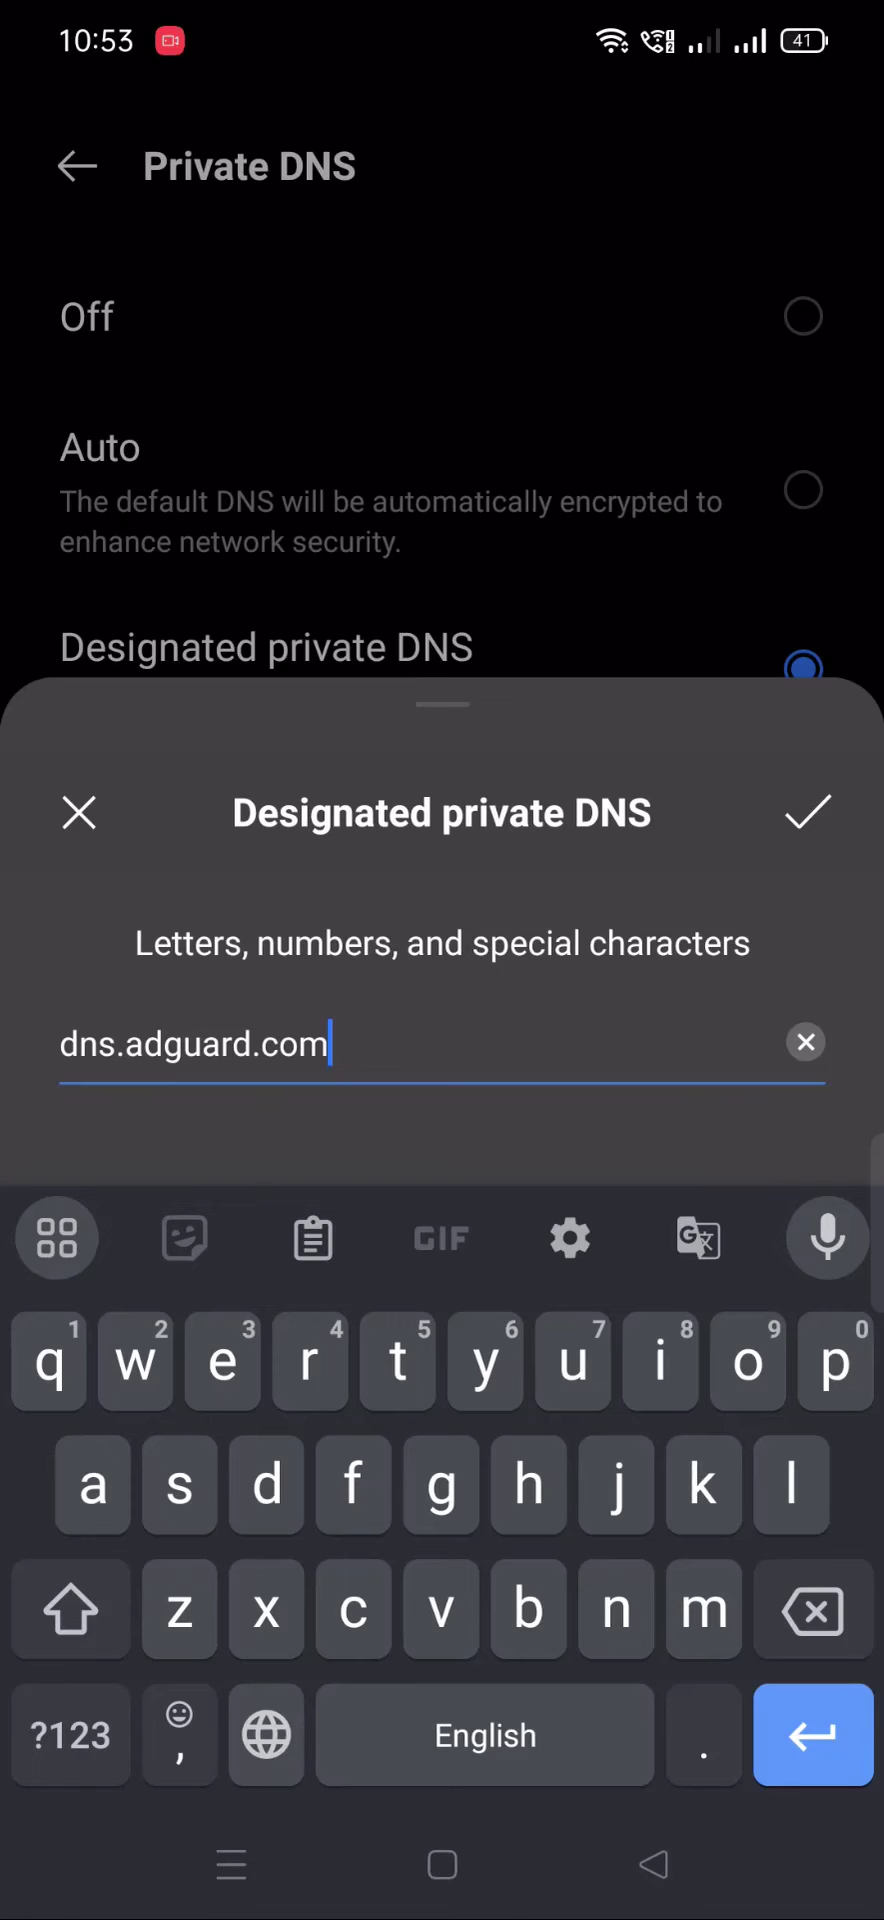 10:53
41
Private DNS
Off
Auto
The default DNS will be automatically encrypted to
enhance network security.
Designated private DNS
Designated private DNS
Letters, numbers, and special characters
dns.adguard.com
GIF
G
q 1 w 2 e 3 r 4 t 5 y 6 u 7 i 8 o 9 p 0
a s d f g h j k l
z x c v b n m
?123 , English .